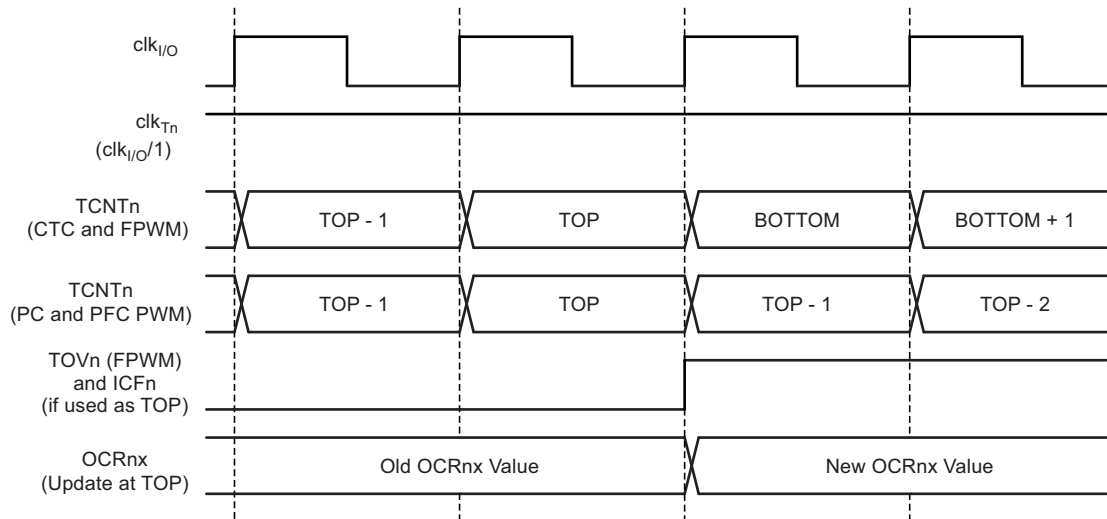 clkI/O
clkTn
(clkI/O/1)
TCNTn
(CTC and FPWM)
TOP - 1
TOP
BOTTOM
BOTTOM + 1
TCNTn
(PC and PFC PWM)
TOP - 1
TOP
TOP - 1
TOP - 2
TOVn (FPWM)
and ICFn
(if used as TOP)
OCRnx
(Update at TOP)
Old OCRnx Value
New OCRnx Value